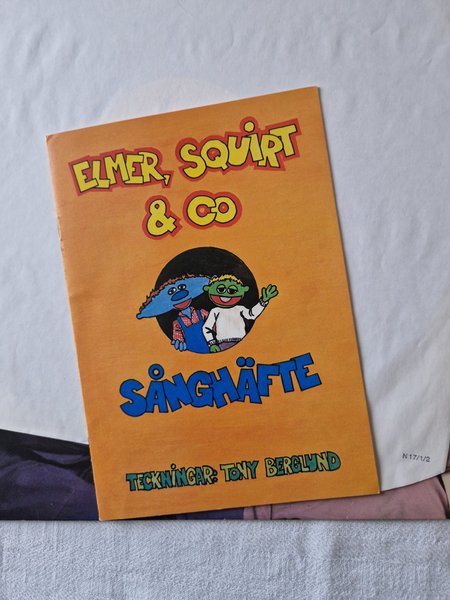 ELMER, SQUIRT
& CO
SÅNGHÄFTE
TECKNINGAR: TONY BERGLUND
N 17/1/2